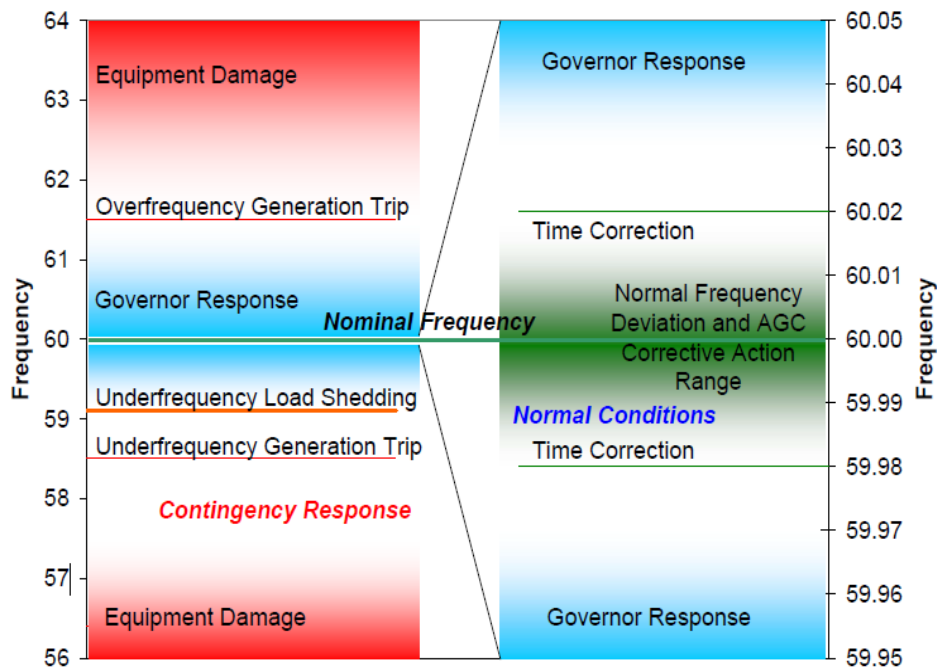 64
63
62
61
60
59
58
57
56
Frequency
Equipment Damage
Overfrequency Generation Trip
Governor Response
Nominal Frequency
Underfrequency Load Shedding
Underfrequency Generation Trip
Contingency Response
Equipment Damage
Governor Response
Time Correction
Normal Frequency
Deviation and AGC
Corrective Action
Range
Normal Conditions
Time Correction
Governor Response
60.05
60.04
60.03
60.02
60.01
60.00
59.99
59.98
59.97
59.96
59.95
Frequency